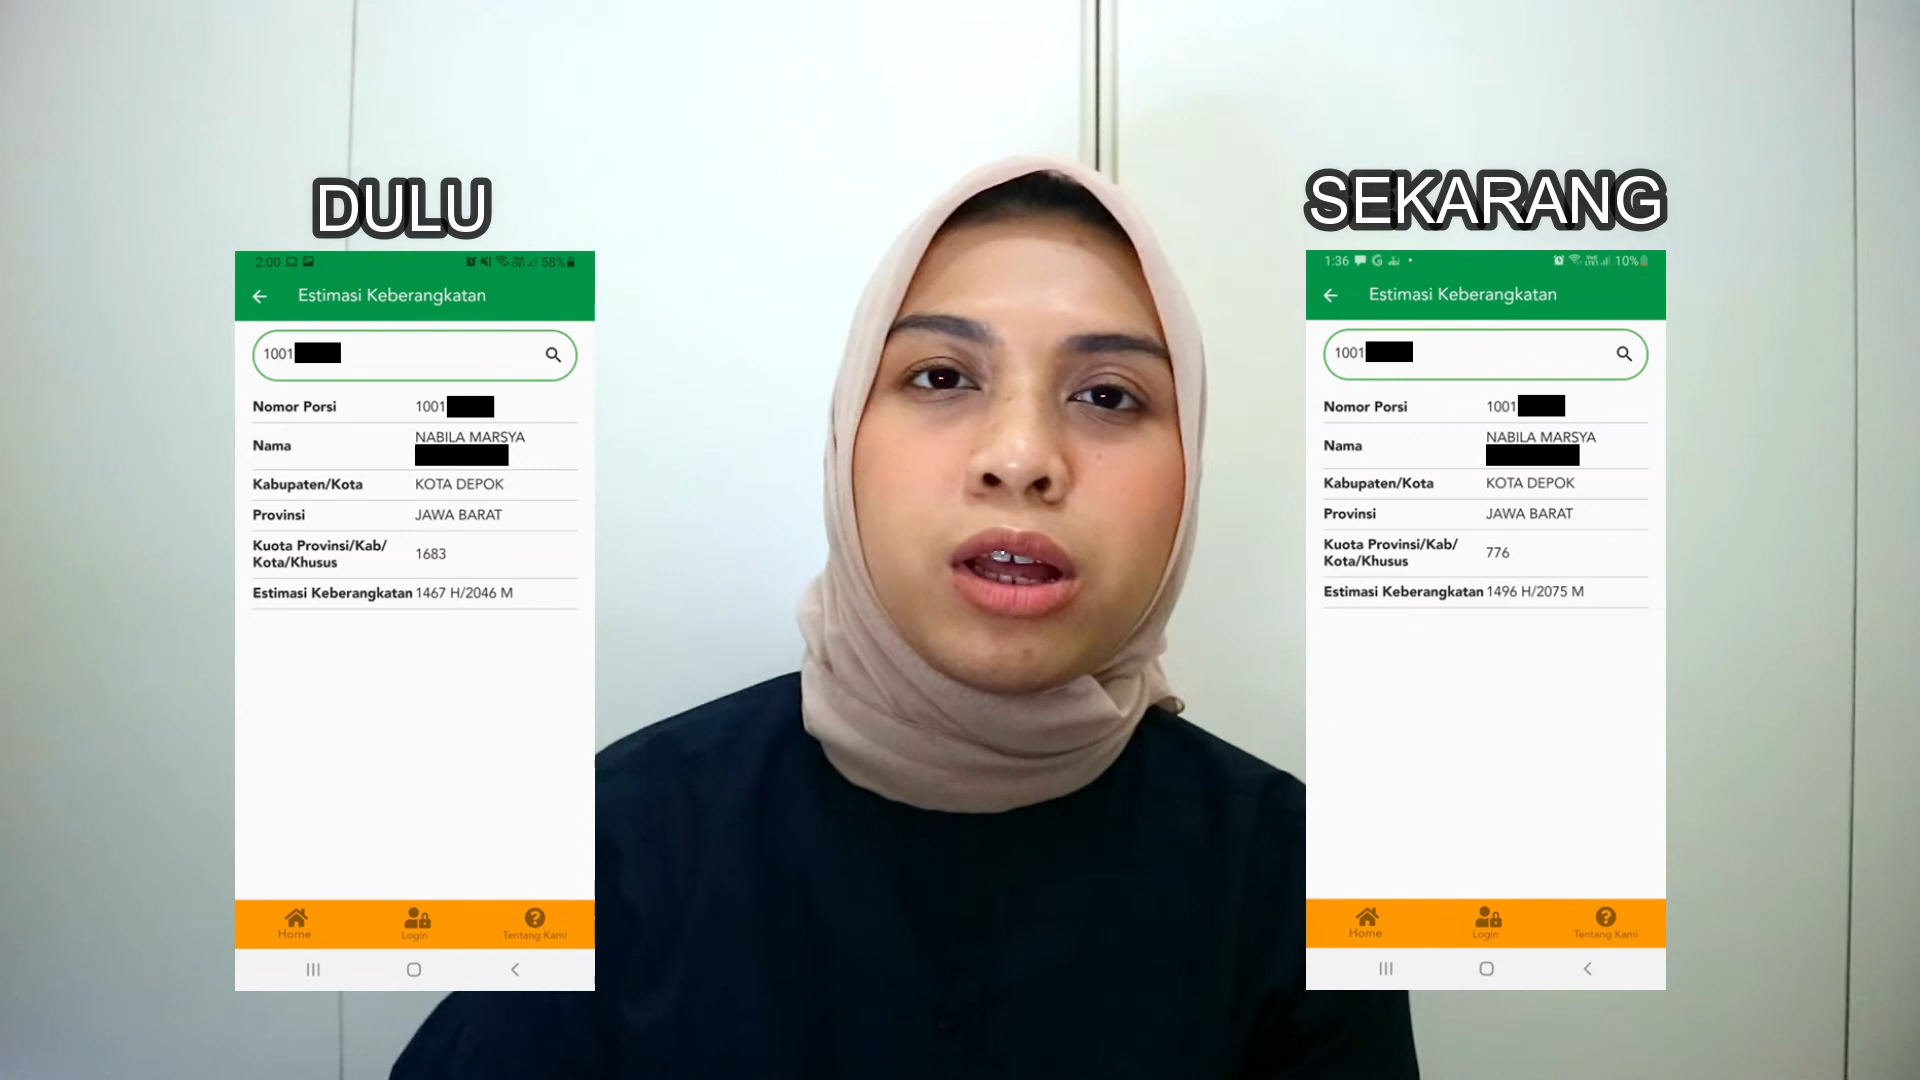 DULU
2:00 58%
Estimasi Keberangkatan
1001
Nomor Porsi 1001
Nama NABILA MARSYA
Kabupaten/Kota KOTA DEPOK
Provinsi JAWA BARAT
Kuota Provinsi/Kab/
Kota/Khusus 1683
Estimasi Keberangkatan 1467 H/2046 M
Home Login Tentang Kami
SEKARANG
1:36 G 10%
Estimasi Keberangkatan
1001
Nomor Porsi 1001
Nama NABILA MARSYA
Kabupaten/Kota KOTA DEPOK
Provinsi JAWA BARAT
Kuota Provinsi/Kab/
Kota/Khusus 776
Estimasi Keberangkatan 1496 H/2075 M
Home Login Tentang Kami